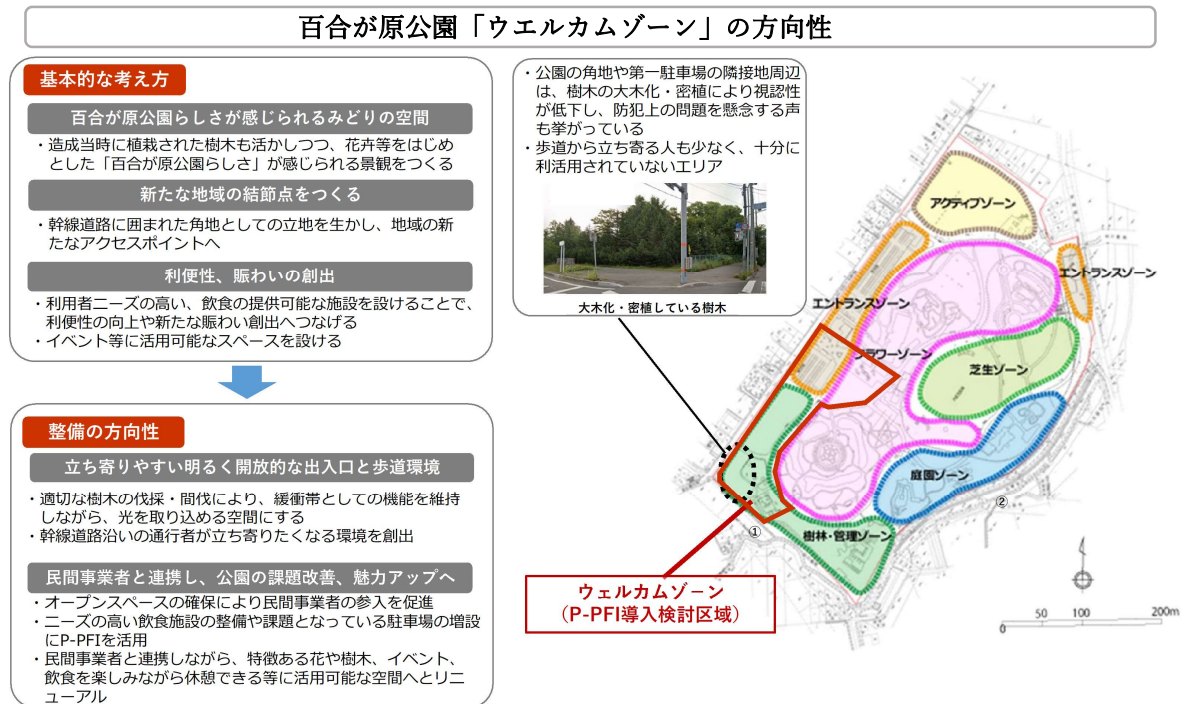 百合が原公園「ウエルカムゾーン」の方向性
基本的な考え方
百合が原公園らしさが感じられるみどりの空間
・造成当時に植栽された樹木も活かしつつ、花卉等をはじめ
とした「百合が原公園らしさ」が感じられる景観をつくる
新たな地域の結節点をつくる
・幹線道路に囲まれた角地としての立地を生かし、地域の新
たなアクセスポイントへ
利便性、賑わいの創出
・利用者ニーズの高い、飲食の提供可能な施設を設けることで、
利便性の向上や新たな賑わい創出へつなげる
・イベント等に活用可能なスペースを設ける
整備の方向性
立ち寄りやすい明るく開放的な出入口と歩道環境
・適切な樹木の伐採・間伐により、緩衝帯としての機能を維持
しながら、光を取り込める空間にする
・幹線道路沿いの通行者が立ち寄りたくなる環境を創出
民間事業者と連携し、公園の課題改善、魅力アップへ
・オープンスペースの確保により民間事業者の参入を促進
・ニーズの高い飲食施設の整備や課題となっている駐車場の増設
にP-PFIを活用
・民間事業者と連携しながら、特徴ある花や樹木、イベント、
飲食を楽しみながら休憩できる等に活用可能な空間へとリニ
ューアル
・公園の角地や第一駐車場の隣接地周辺
は、樹木の大木化・密植により視認性
が低下し、防犯上の問題を懸念する声
も挙がっている
・歩道から立ち寄る人も少なく、十分に
利活用されていないエリア
大木化・密植している樹木
アクティブゾーン
エントランスゾーン
エントランスゾーン
フラワーゾーン
芝生ゾーン
庭園ゾーン
②
①
樹林・管理ゾーン
ウェルカムゾーン
（P-PFI導入検討区域）
0 50 100 200m